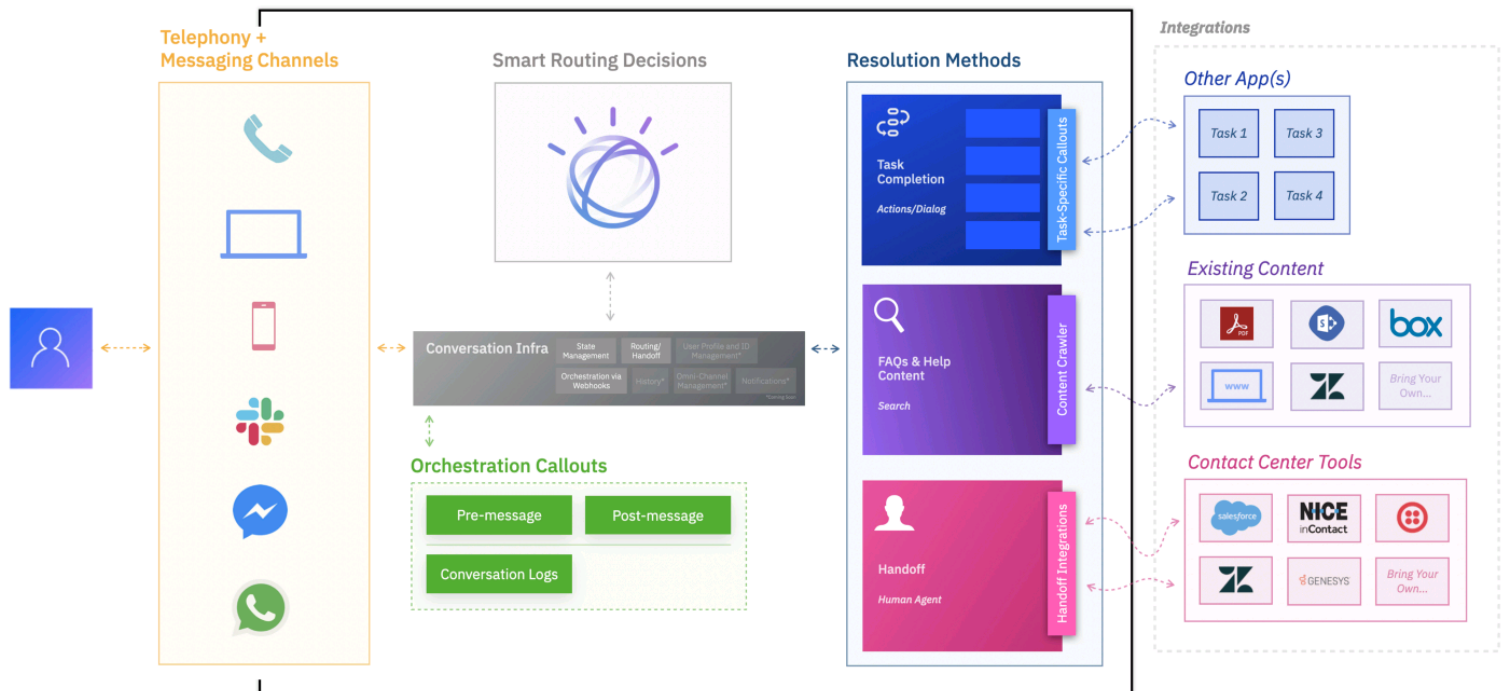 Telephony +
Messaging Channels
Smart Routing Decisions
Conversation Infra
State
Management
Routing/
Handoff
User Profile and ID
Management*
Orchestration via
Webhooks
History*
Omni-Channel
Management*
Notifications*
*Coming Soon
Orchestration Callouts
Pre-message
Post-message
Conversation Logs
Resolution Methods
Task
Completion
Actions/Dialog
Task-Specific Callouts
FAQs & Help
Content
Search
Content Crawler
Handoff
Human Agent
Handoff Integrations
Integrations
Other App(s)
Task 1
Task 3
Task 2
Task 4
Existing Content
PDF
S
box
www
Bring Your
Own...
Contact Center Tools
salesforce
NICE
inContact
GENESYS
Bring Your
Own...